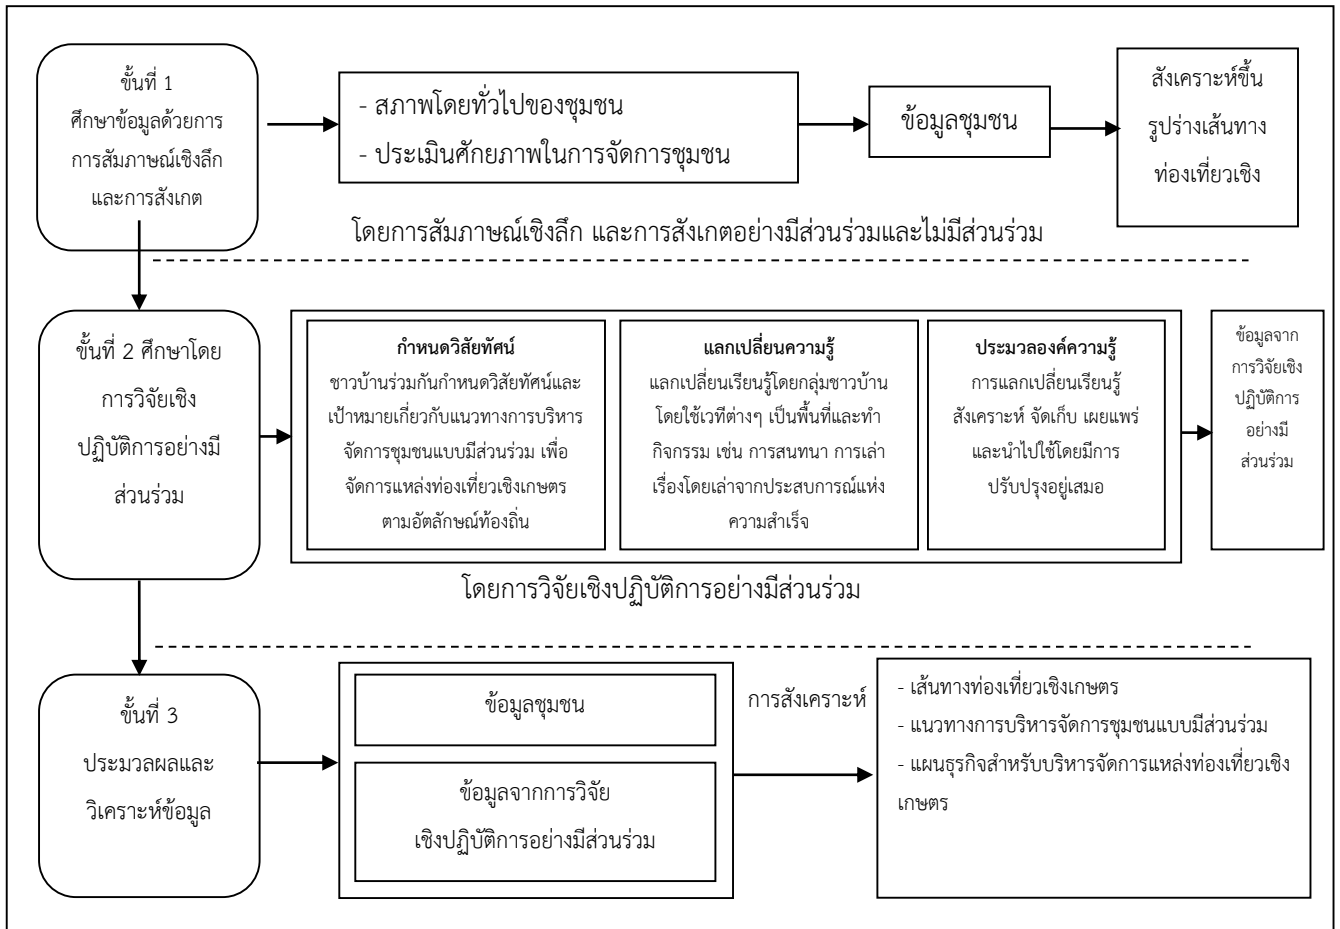 ขั้นที่ 1
ศึกษาข้อมูลด้วยการ
การสัมภาษณ์เชิงลึก
และการสังเกต
- สภาพโดยทั่วไปของชุมชน
- ประเมินศักยภาพในการจัดการชุมชน
ข้อมูลชุมชน
สังเคราะห์ขึ้น
รูปร่างเส้นทาง
ท่องเที่ยวเชิง
โดยการสัมภาษณ์เชิงลึก และการสังเกตอย่างมีส่วนร่วมและไม่มีส่วนร่วม
ขั้นที่ 2 ศึกษาโดย
การวิจัยเชิง
ปฏิบัติการอย่างมี
ส่วนร่วม
กำหนดวิสัยทัศน์
ชาวบ้านร่วมกันกำหนดวิสัยทัศน์และ
เป้าหมายเกี่ยวกับแนวทางการบริหาร
จัดการชุมชนแบบมีส่วนร่วม เพื่อ
จัดการแหล่งท่องเที่ยวเชิงเกษตร
ตามอัตลักษณ์ท้องถิ่น
แลกเปลี่ยนความรู้
แลกเปลี่ยนเรียนรู้โดยกลุ่มชาวบ้าน
โดยใช้เวทีต่างๆ เป็นพื้นที่และทำ
กิจกรรม เช่น การสนทนา การเล่า
เรื่องโดยเล่าจากประสบการณ์แห่ง
ความสำเร็จ
ประมวลองค์ความรู้
การแลกเปลี่ยนเรียนรู้
สังเคราะห์ จัดเก็บ เผยแพร่
และนำไปใช้โดยมีการ
ปรับปรุงอยู่เสมอ
ข้อมูลจาก
การวิจัยเชิง
ปฏิบัติการ
อย่างมี
ส่วนร่วม
โดยการวิจัยเชิงปฏิบัติการอย่างมีส่วนร่วม
ขั้นที่ 3
ประมวลผลและ
วิเคราะห์ข้อมูล
ข้อมูลชุมชน
ข้อมูลจากการวิจัย
เชิงปฏิบัติการอย่างมีส่วนร่วม
การสังเคราะห์
- เส้นทางท่องเที่ยวเชิงเกษตร
- แนวทางการบริหารจัดการชุมชนแบบมีส่วนร่วม
- แผนธุรกิจสำหรับบริหารจัดการแหล่งท่องเที่ยวเชิง
เกษตร